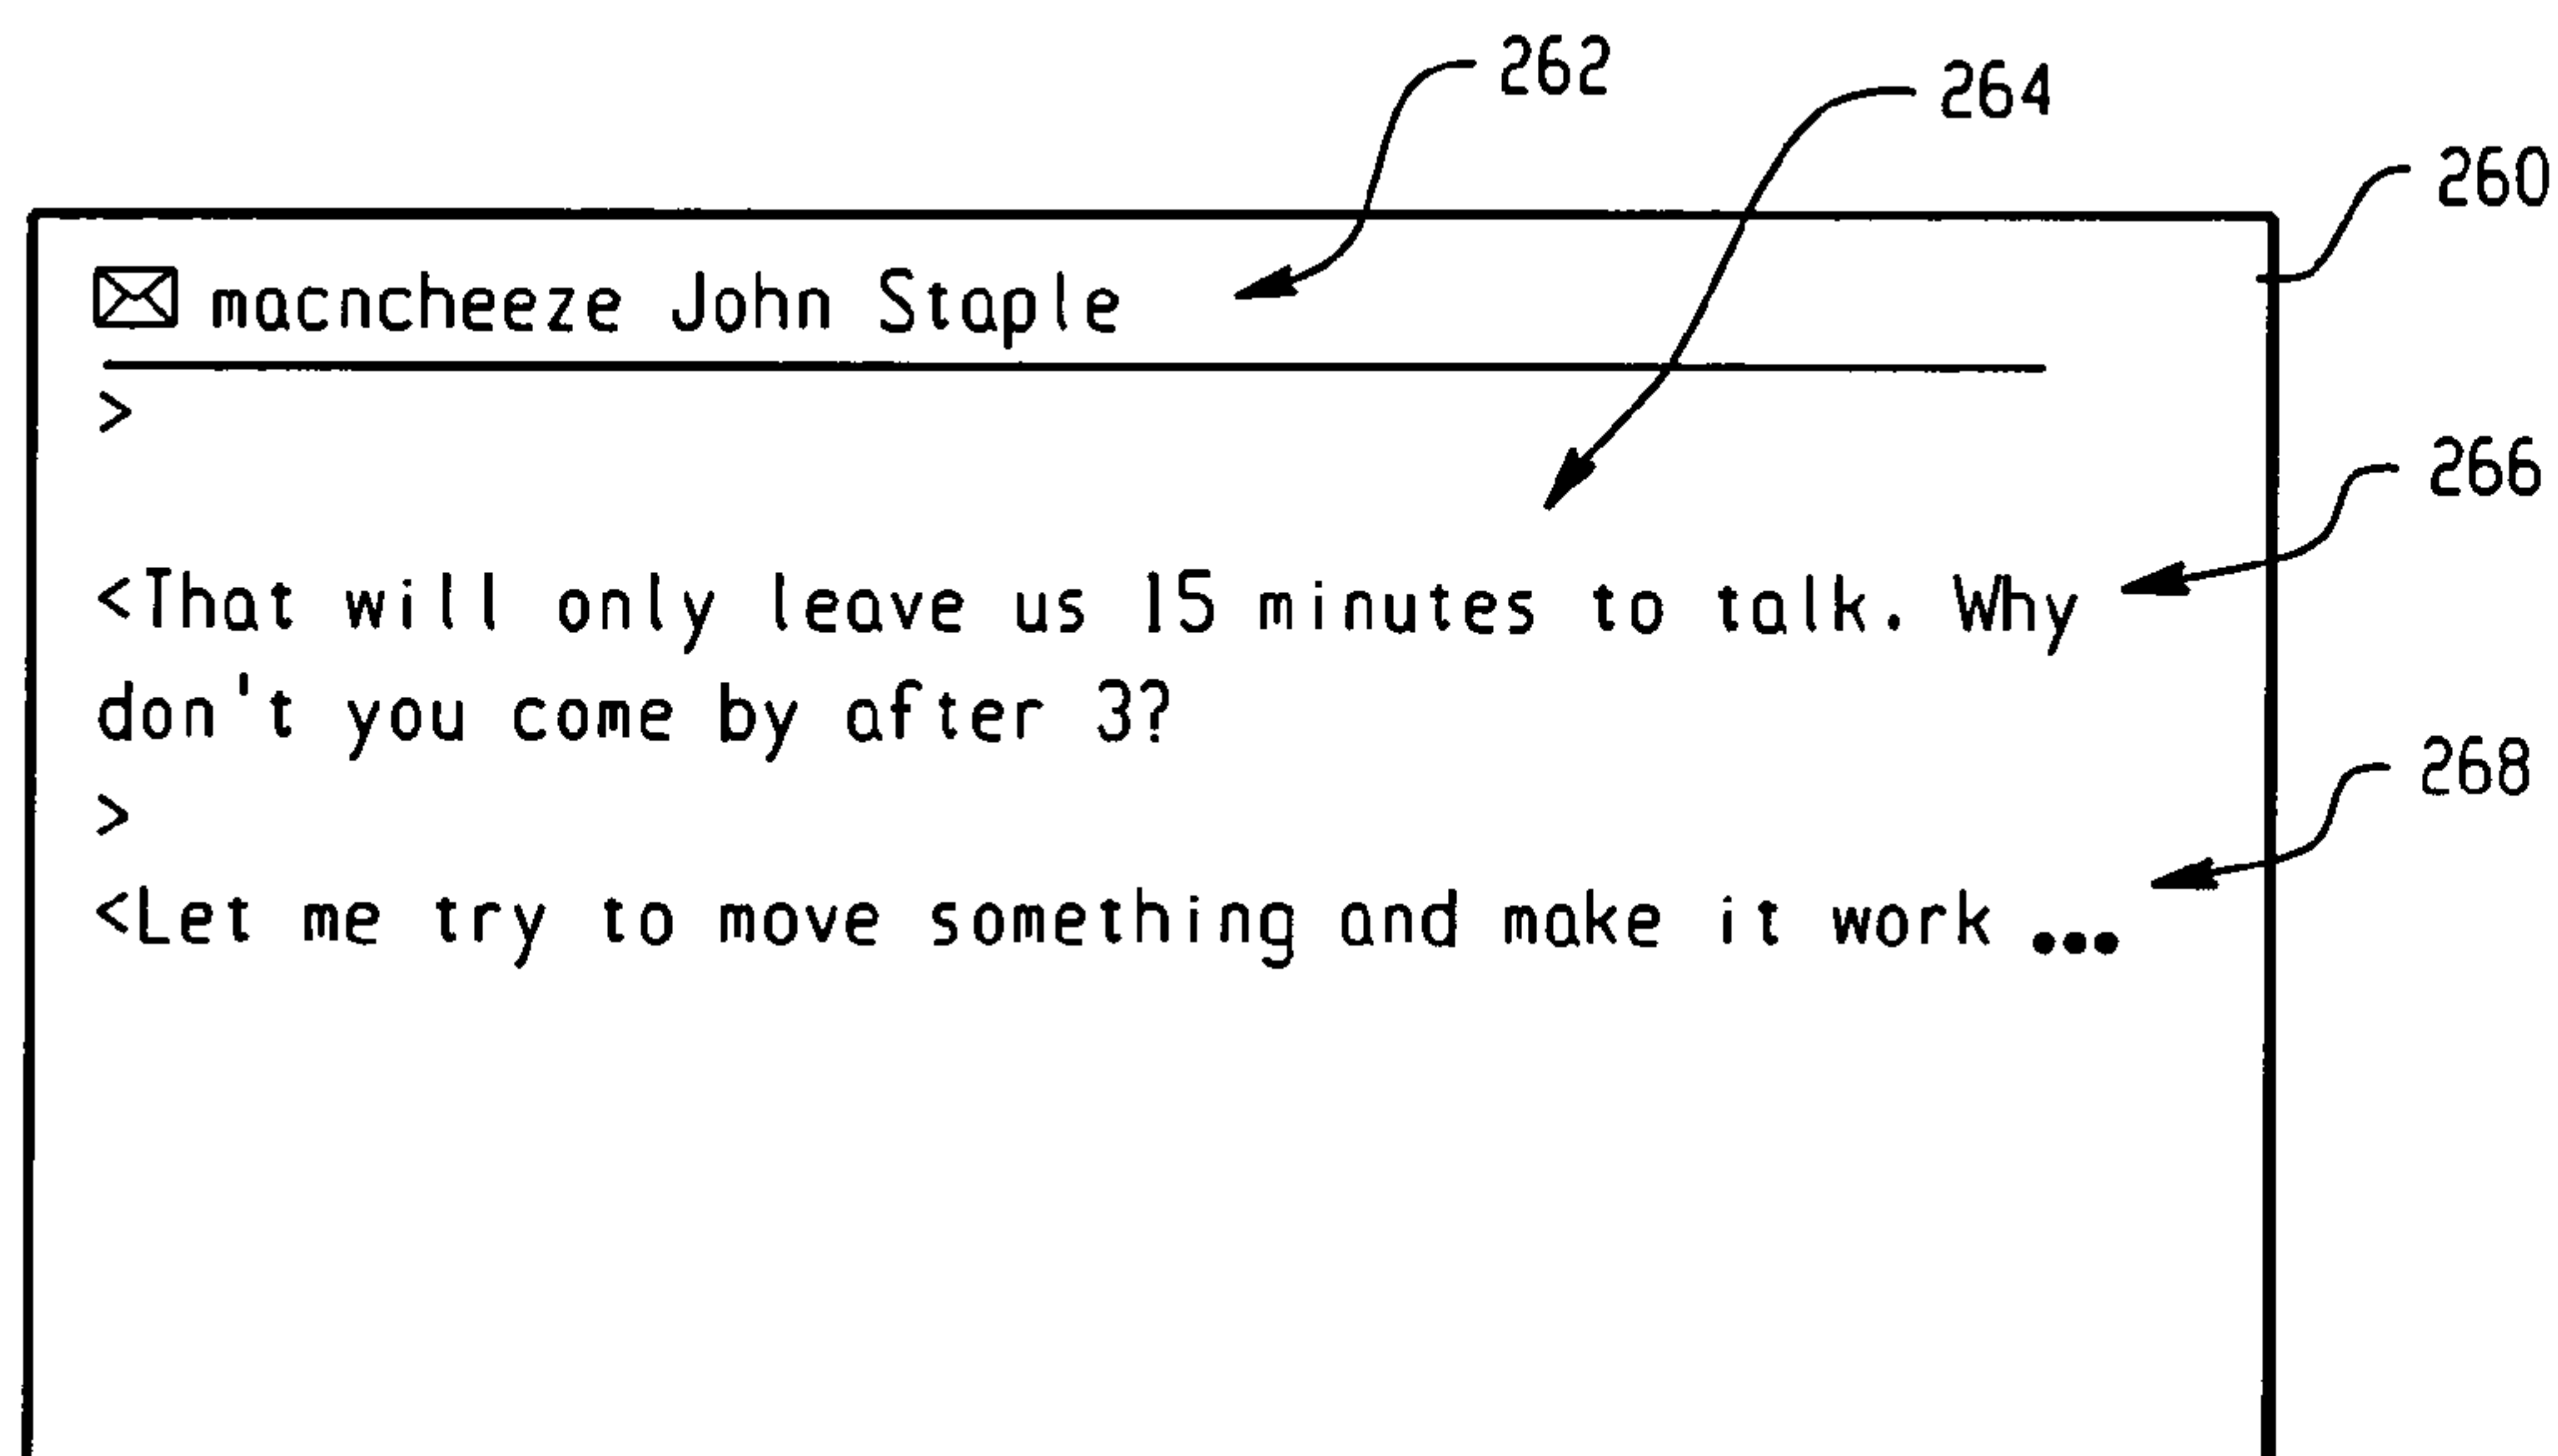 262
264
260
macncheeze John Staple
>
266
<That will only leave us 15 minutes to talk. Why
don't you come by after 3?
268
>
<Let me try to move something and make it work ...